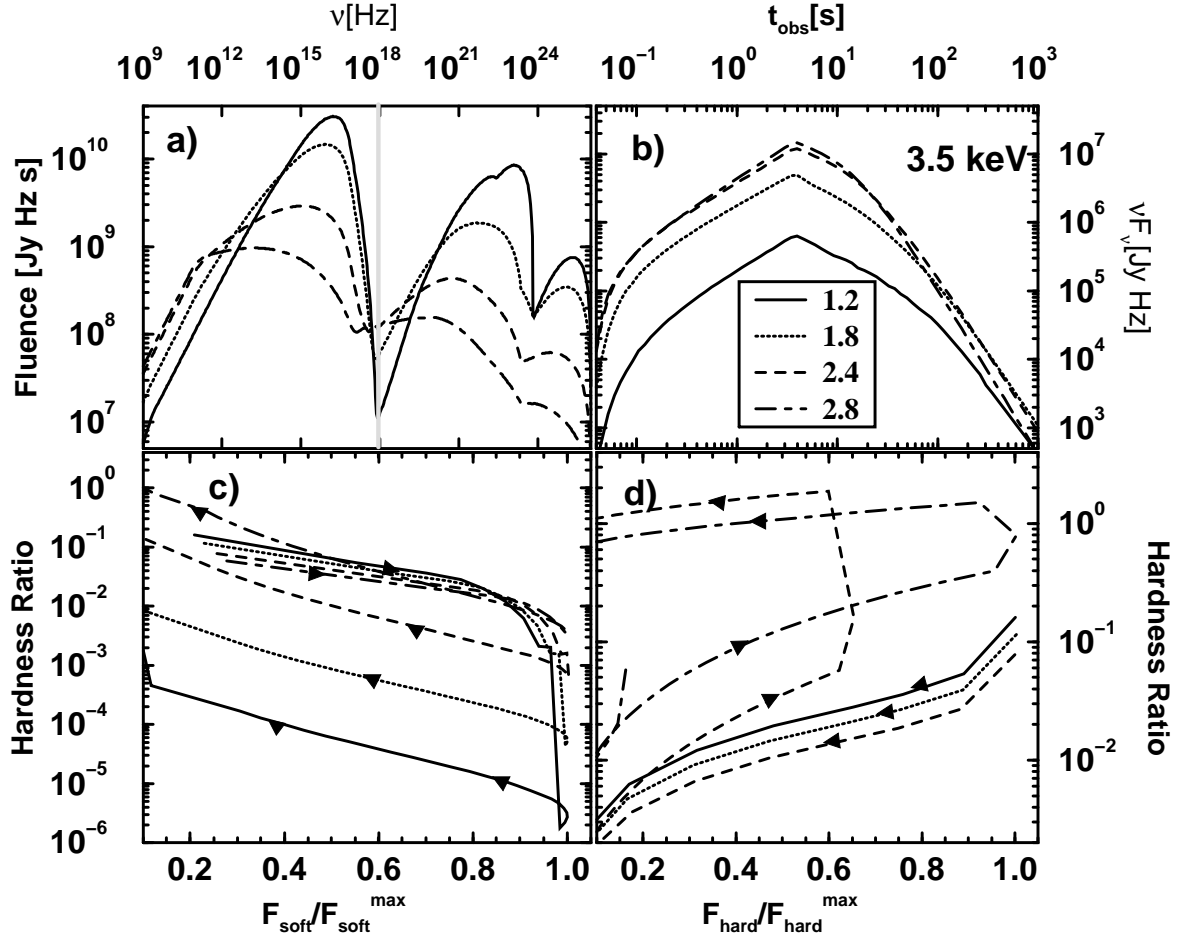 ν[Hz]
t_obs[s]
10^9 10^12 10^15 10^18 10^21 10^24
10^-1 10^0 10^1 10^2 10^3
a)
b)
3.5 keV
Fluence [Jy Hz s]
10^10
10^9
10^8
10^7
10^7
10^6
10^5
10^4
10^3
νF_ν[Jy Hz]
1.2
1.8
2.4
2.8
c)
d)
Hardness Ratio
10^0
10^-1
10^-2
10^-3
10^-4
10^-5
10^-6
10^0
10^-1
10^-2
Hardness Ratio
0.2 0.4 0.6 0.8 1.0
0.2 0.4 0.6 0.8 1.0
F_soft/F_soft^max
F_hard/F_hard^max